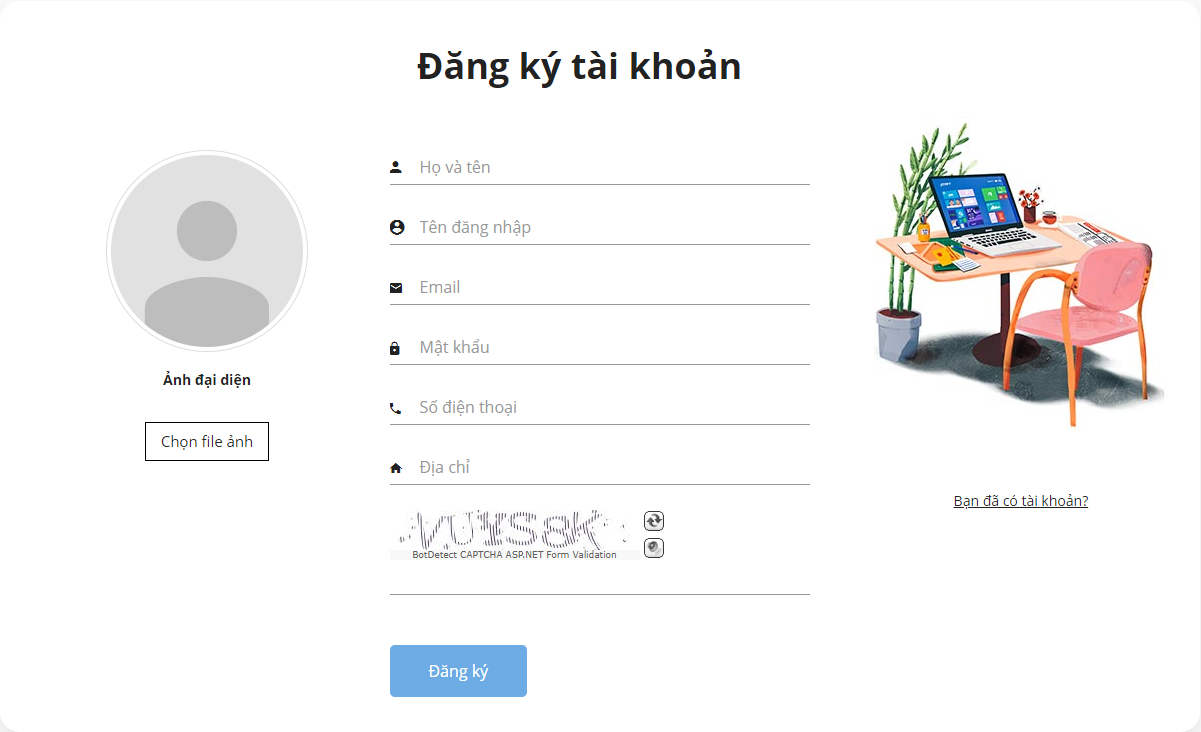 Đăng ký tài khoản
Họ và tên
Tên đăng nhập
Email
Mật khẩu
Số điện thoại
Địa chỉ
BotDetect CAPTCHA ASP.NET Form Validation
Đăng ký
Ảnh đại diện
Chọn file ảnh
Bạn đã có tài khoản?